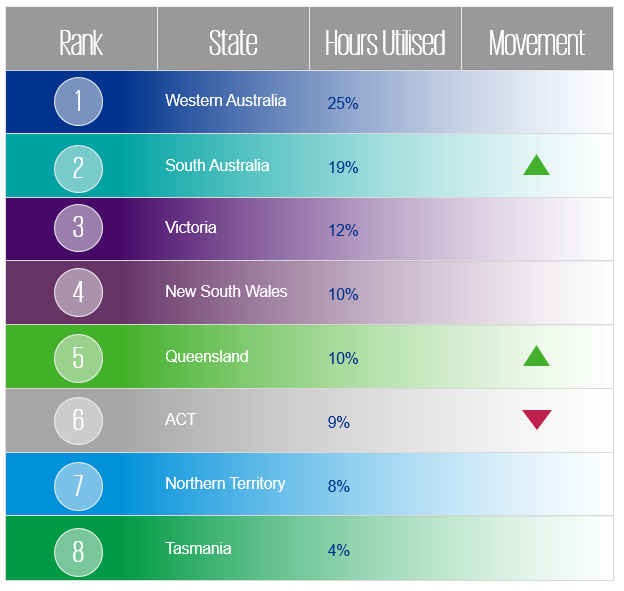 Rank State Hours Utilised Movement
1 Western Australia 25%
2 South Australia 19%
3 Victoria 12%
4 New South Wales 10%
5 Queensland 10%
6 ACT 9%
7 Northern Territory 8%
8 Tasmania 4%